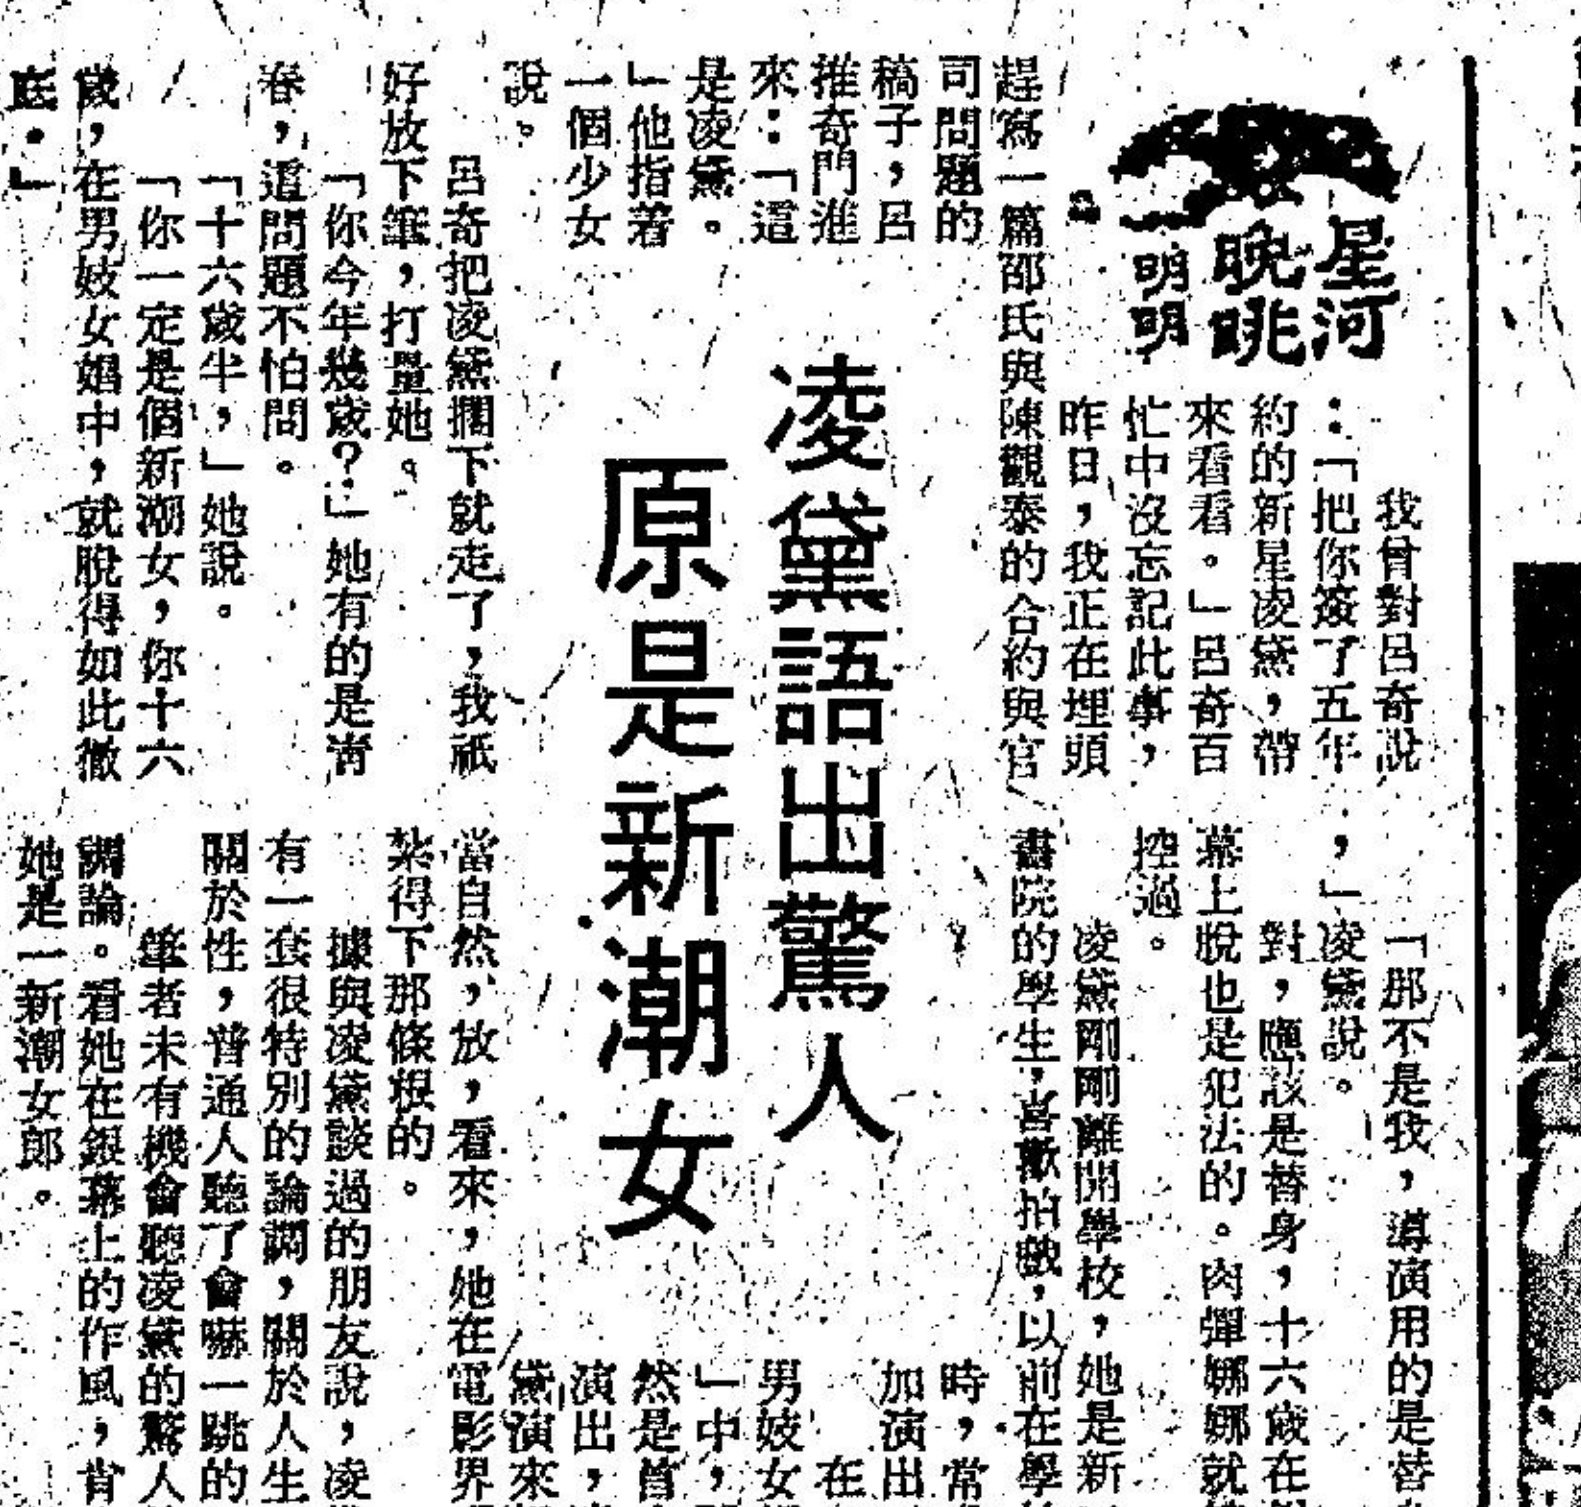 星河
晚眺
明明
凌黛語出驚人
原是新潮女
我曾對呂奇說
：「把你簽了五年
約的新星凌黛，帶
來看看。」呂奇百
忙中沒忘記此事，
昨日，我正在埋頭
趕寫一篇邵氏與陳觀泰的合約與官
司問題的
稿子，呂
推奇門進
來：「這
是凌黛。
」他指着
一個少女
說。
呂奇把凌黛擱下就走了，我祇
好放下筆，打量她。
「你今年幾歲？」她有的是青
春，這問題不怕問。
「十六歲半，」她說。
「你一定是個新潮女，你十六
歲，在男妓女娼中，就脫得如此徹
底。」
「那不是我，導演用的是替
，」凌黛說。
對，應該是替身，十六歲在
幕上脫也是犯法的。肉彈娜娜就
控過。
凌黛剛剛離開學校，她是新
書院的學生，喜歡拍戲，以前在學
時，常
加演出
在
男妓女
」中，
然是曾
演出，
黛演來
當自然，放，看來，她在電影界
紮得下那條根的。
據與凌黛談過的朋友說，凌
有一套很特別的論調，關於人生
關於性，普通人聽了會嚇一跳的
筆者未有機會聽凌黛的驚人
調論。看她在銀幕上的作風，肯
她是一新潮女郎。